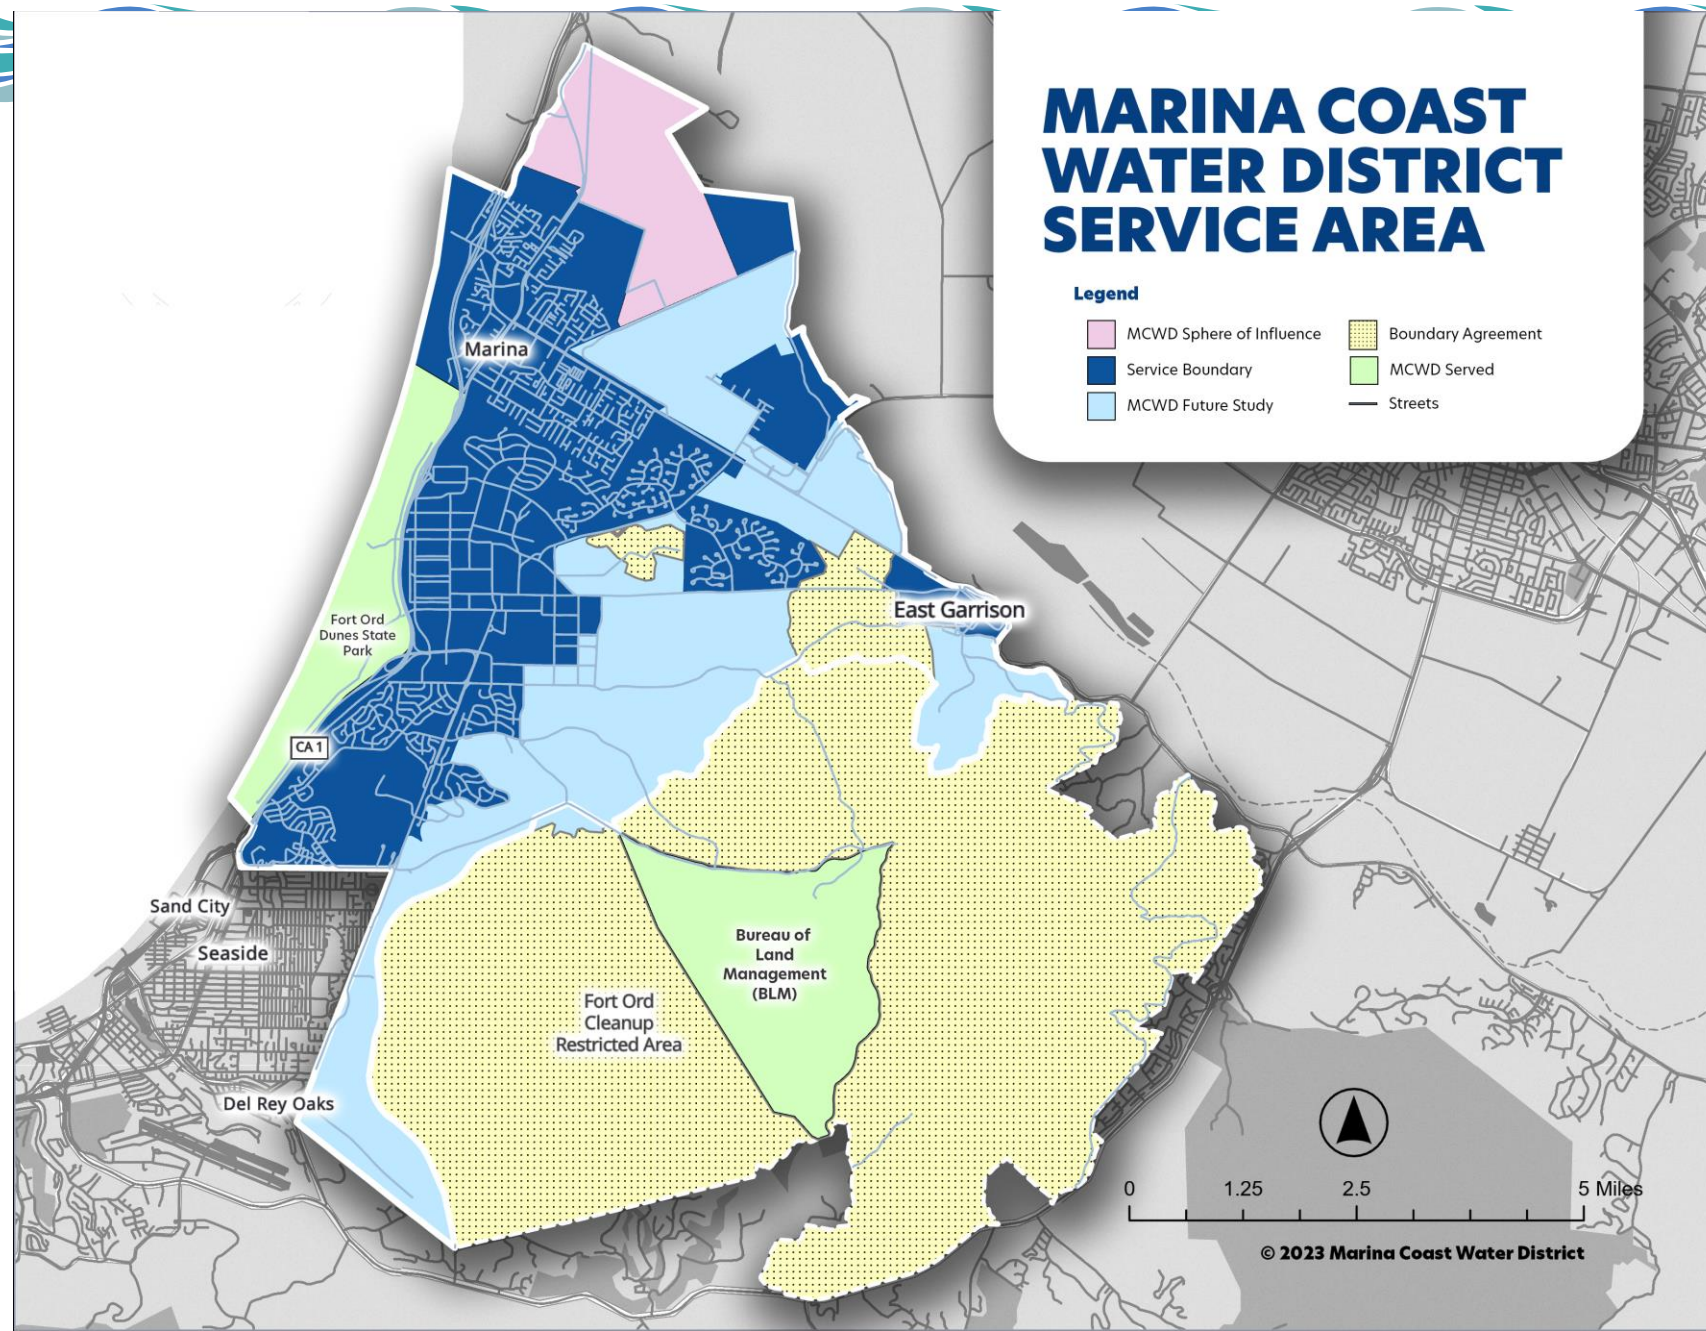 MARINA COAST
WATER DISTRICT
SERVICE AREA
Legend
MCWD Sphere of Influence
Service Boundary
MCWD Future Study
Boundary Agreement
MCWD Served
Streets
Marina
East Garrison
Fort Ord
Dunes State
Park
CA 1
Sand City
Seaside
Bureau of
Land
Management
(BLM)
Fort Ord
Cleanup
Restricted Area
Del Rey Oaks
0 1.25 2.5 5 Miles
© 2023 Marina Coast Water District